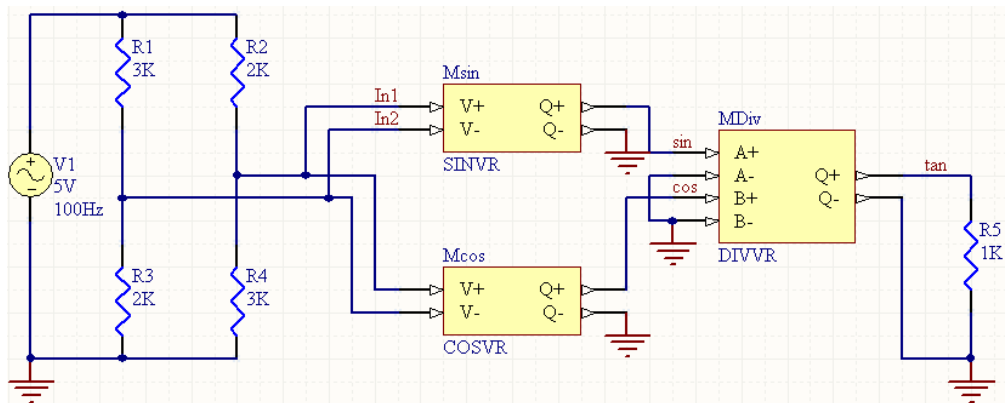 R1
3K
R2
2K
V1
5V
100Hz
R3
2K
R4
3K
In1
In2
Msin
V+
V-
Q+
Q-
SINVR
Mcos
V+
V-
Q+
Q-
COSVR
sin
cos
MDiv
A+
A-
B+
B-
Q+
Q-
DIVVR
tan
R5
1K